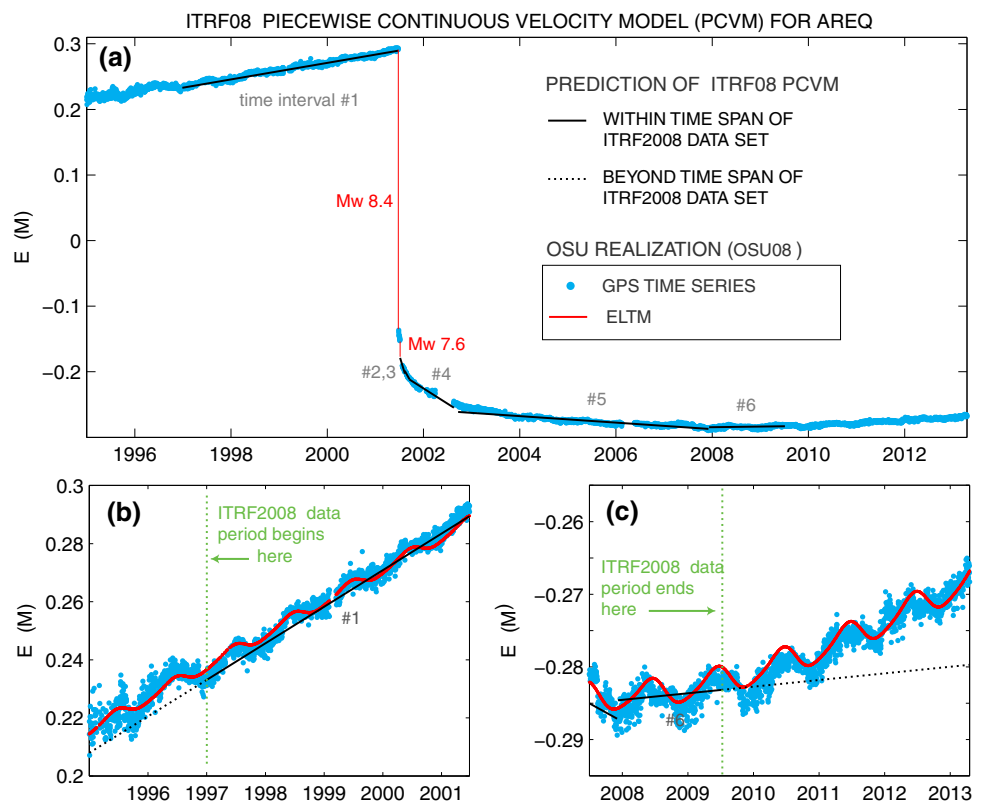 ITRF08 PIECEWISE CONTINUOUS VELOCITY MODEL (PCVM) FOR AREQ
(a)
0.3
0.2
0.1
0
−0.1
−0.2
E (M)
time interval #1
Mw 8.4
Mw 7.6
#2,3
#4
#5
#6
PREDICTION OF ITRF08 PCVM
WITHIN TIME SPAN OF
ITRF2008 DATA SET
BEYOND TIME SPAN OF
ITRF2008 DATA SET
OSU REALIZATION (OSU08 )
GPS TIME SERIES
ELTM
1996 1998 2000 2002 2004 2006 2008 2010 2012
(b)
0.3
0.28
0.26
0.24
0.22
0.2
E (M)
ITRF2008 data
period begins
here
#1
1996 1997 1998 1999 2000 2001
(c)
−0.26
−0.27
−0.28
−0.29
E (M)
ITRF2008 data
period ends
here
#6
2008 2009 2010 2011 2012 2013